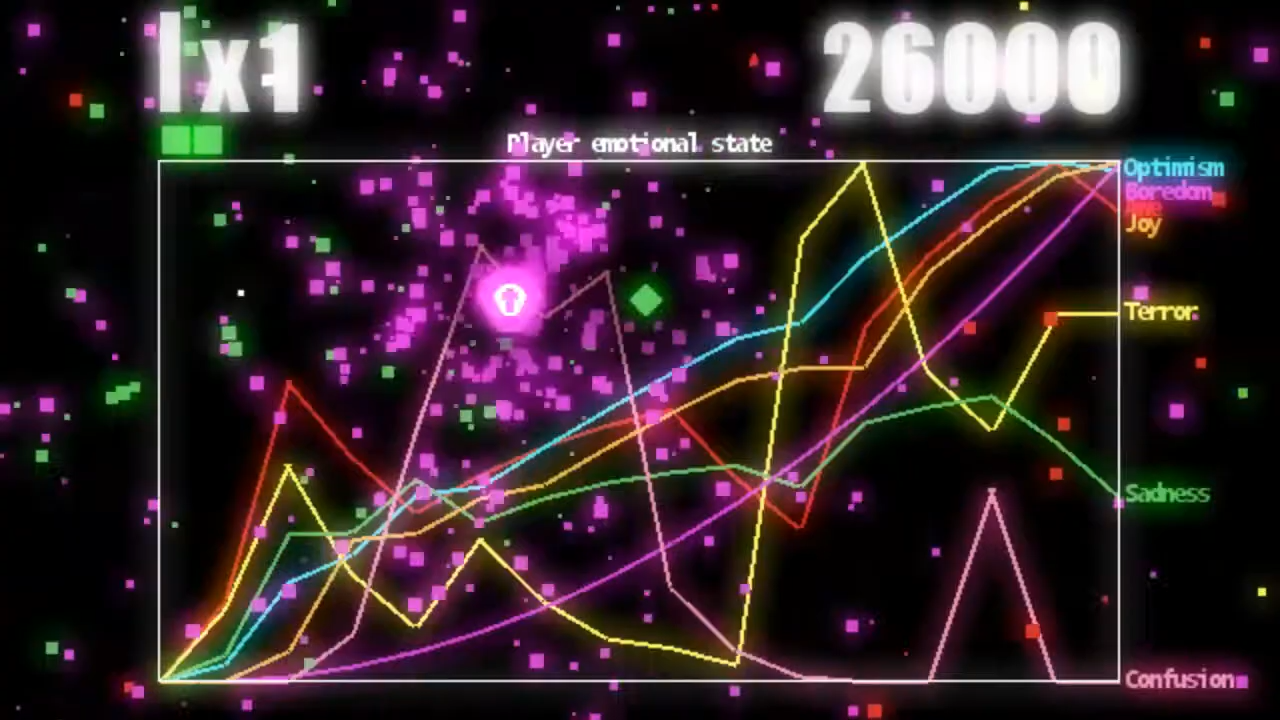 1x1
26000
Player emotional state
Optimism
Boredom
Joy
Terror
Sadness
Confusion